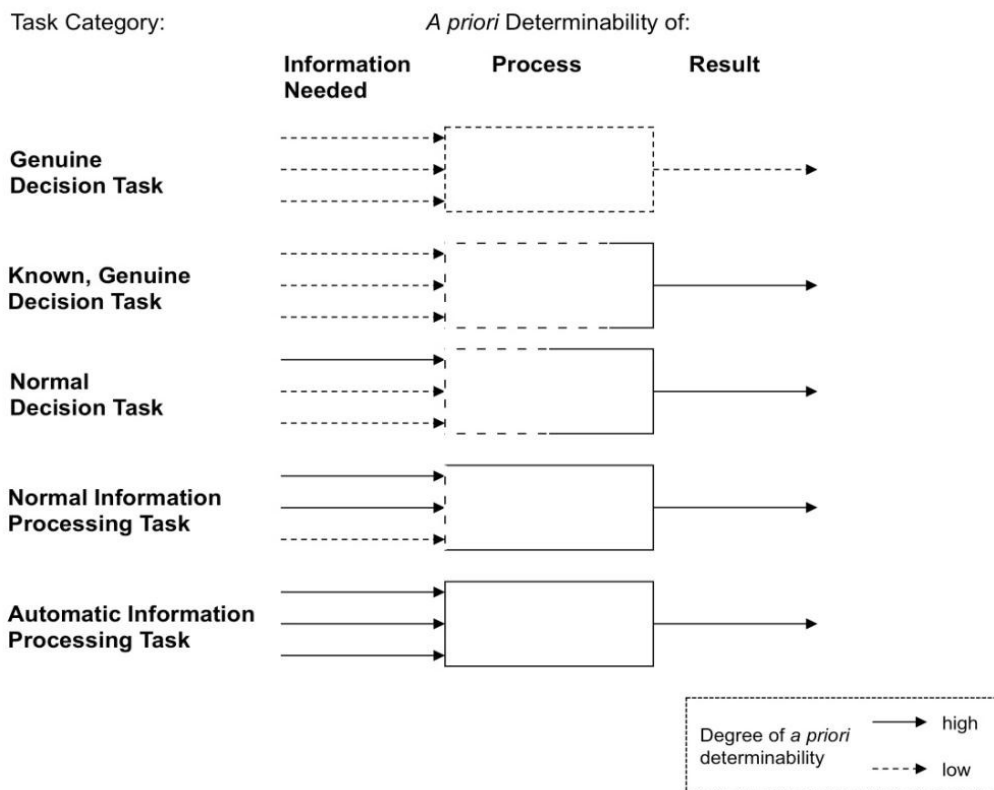 Task Category:
A priori Determinability of:
Information
Needed
Process
Result
Genuine
Decision Task
Known, Genuine
Decision Task
Normal
Decision Task
Normal Information
Processing Task
Automatic Information
Processing Task
Degree of a priori
determinability
high
low